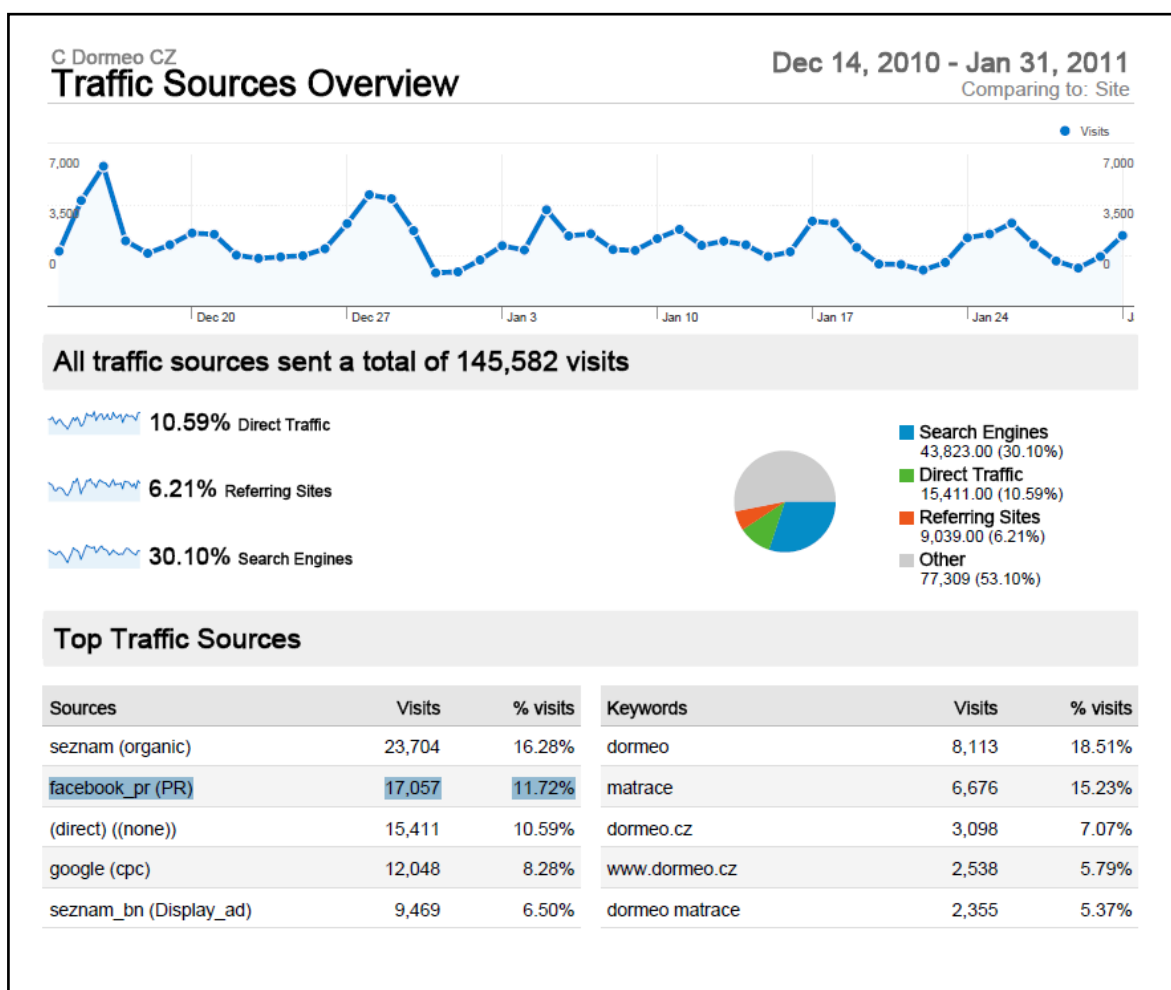 C Dormeo CZ
Traffic Sources Overview
Dec 14, 2010 - Jan 31, 2011
Comparing to: Site
Visits
7,000 7,000
3,500 3,500
0 0
Dec 20 Dec 27 Jan 3 Jan 10 Jan 17 Jan 24 J
All traffic sources sent a total of 145,582 visits
10.59% Direct Traffic
6.21% Referring Sites
30.10% Search Engines
Search Engines
43,823.00 (30.10%)
Direct Traffic
15,411.00 (10.59%)
Referring Sites
9,039.00 (6.21%)
Other
77,309 (53.10%)
Top Traffic Sources
Sources Visits % visits
seznam (organic) 23,704 16.28%
facebook_pr (PR) 17,057 11.72%
(direct) ((none)) 15,411 10.59%
google (cpc) 12,048 8.28%
seznam_bn (Display_ad) 9,469 6.50%
Keywords Visits % visits
dormeo 8,113 18.51%
matrace 6,676 15.23%
dormeo.cz 3,098 7.07%
www.dormeo.cz 2,538 5.79%
dormeo matrace 2,355 5.37%